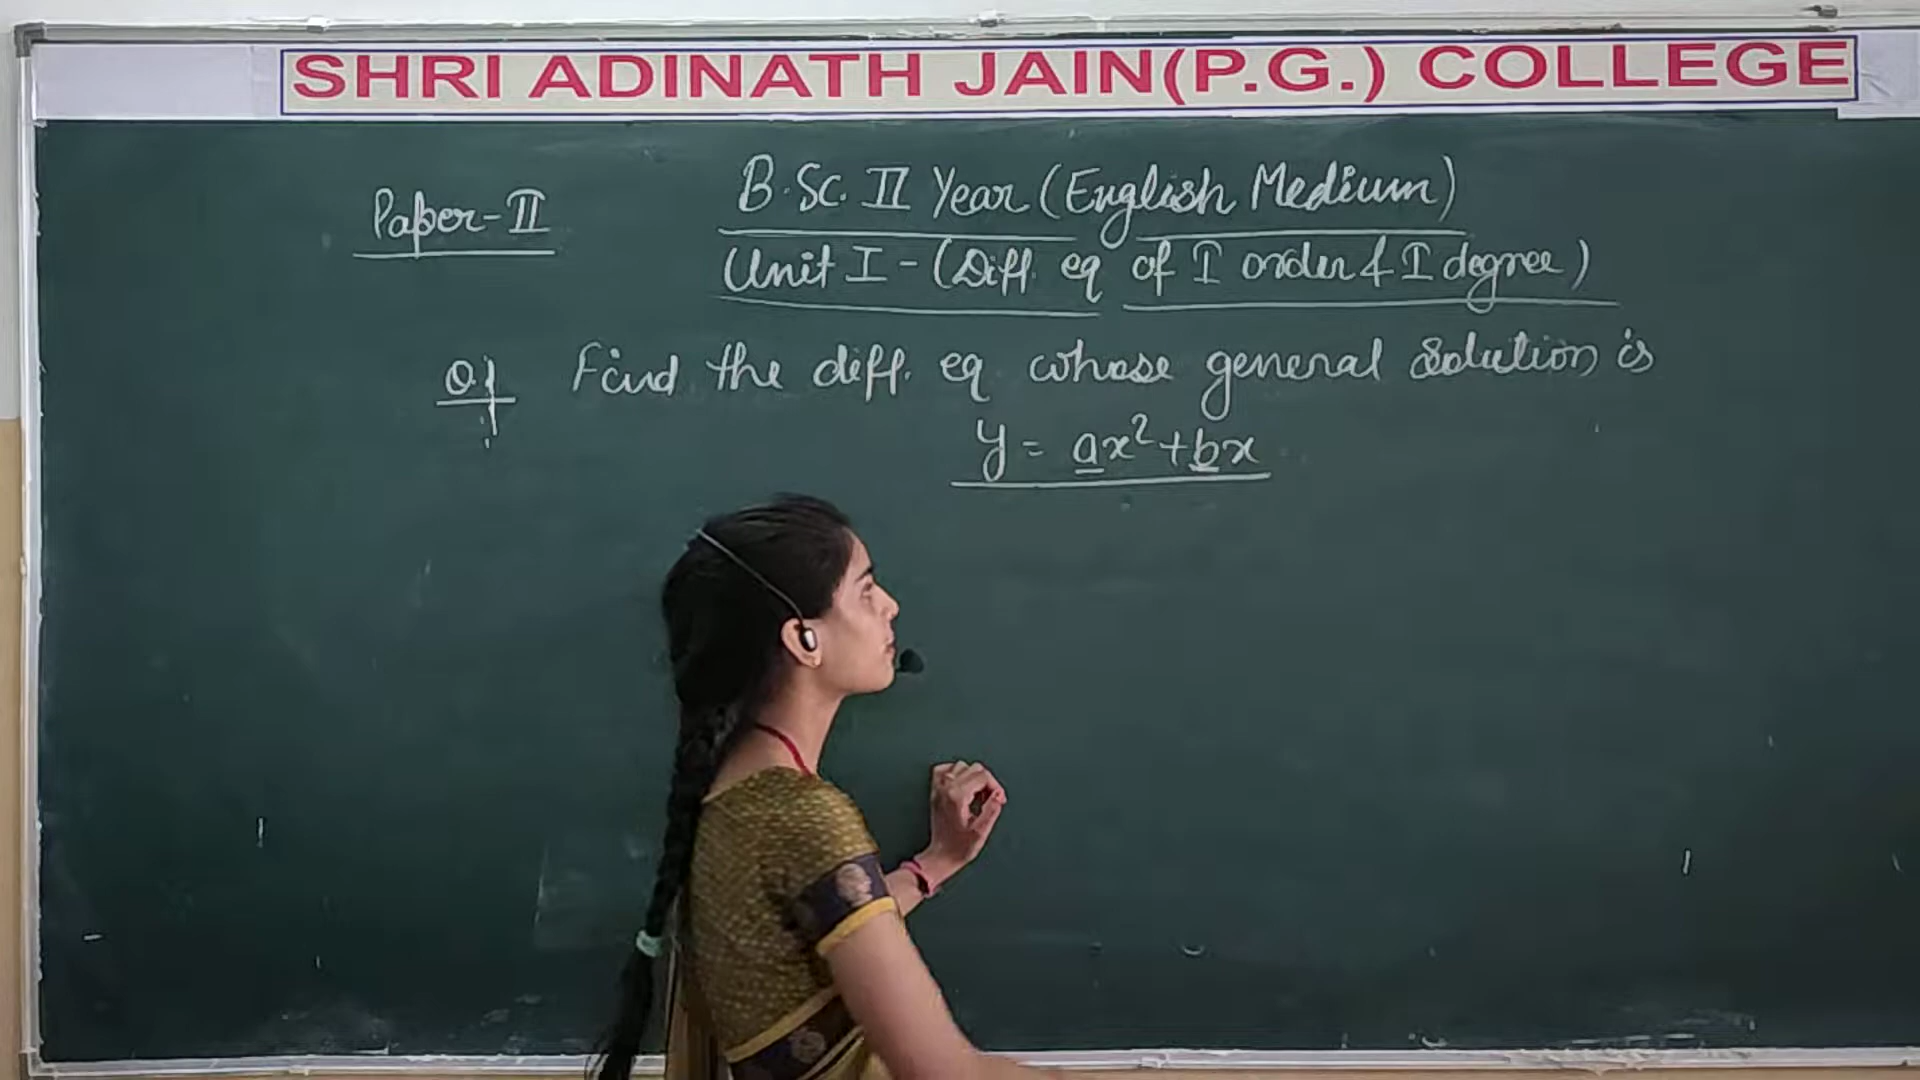 SHRI ADINATH JAIN(P.G.) COLLEGE
Paper-II
B.Sc. II Year (English Medium)
Unit I - (Diff. eq of I order & I degree)
Q.1 Find the diff. eq whose general solution is
y = ax²+bx